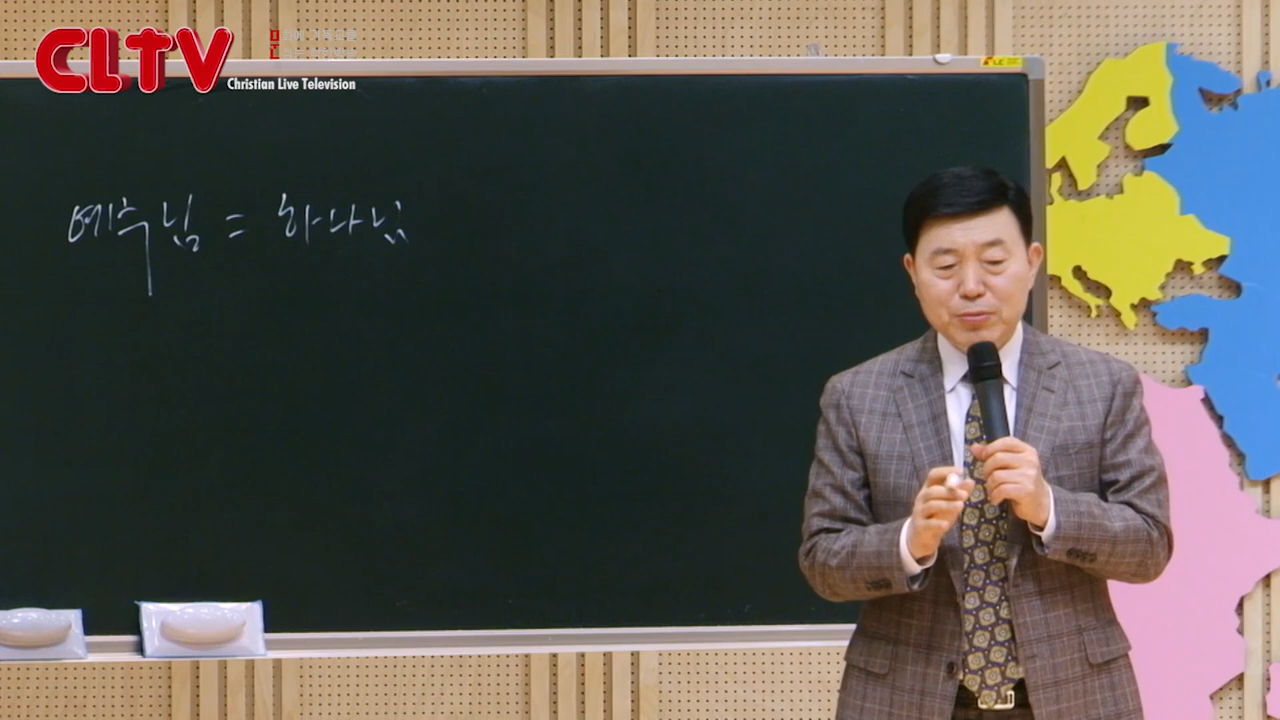 CLTV
Christian Live Television
예수님 = 하나님